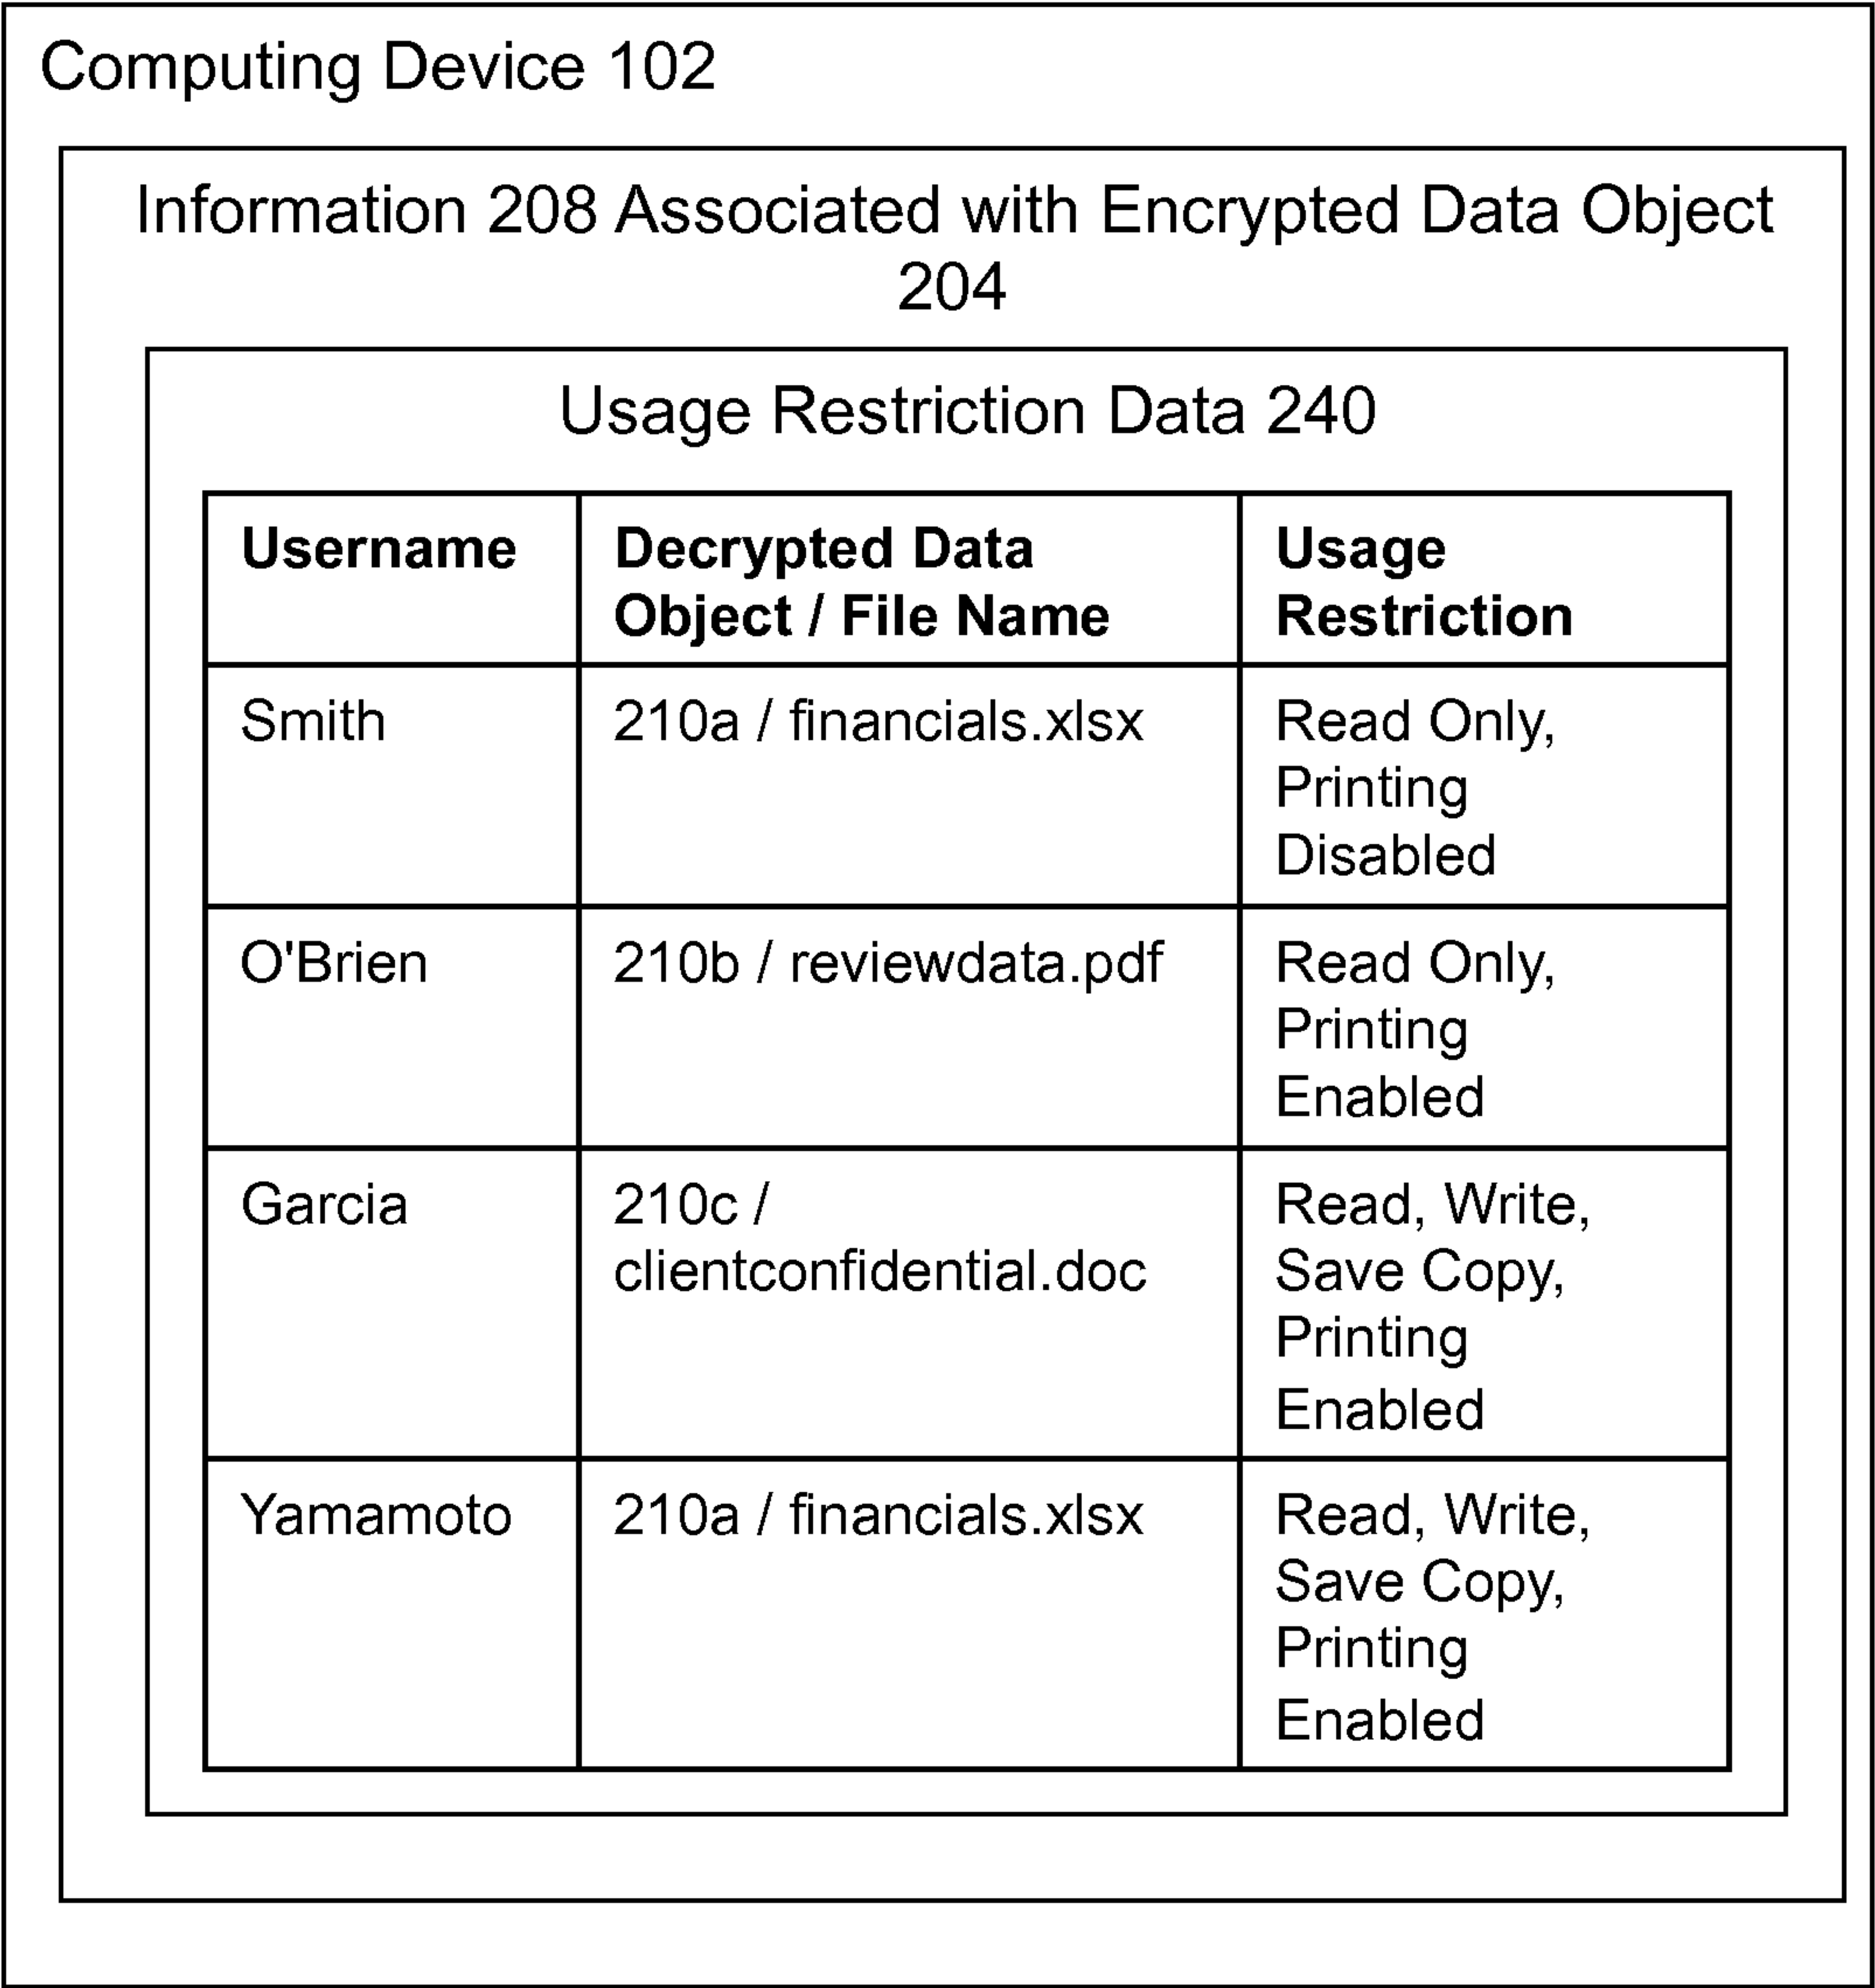 Computing Device 102
Information 208 Associated with Encrypted Data Object
204
Usage Restriction Data 240
Username
Decrypted Data
Object / File Name
Usage
Restriction
Smith
210a / financials.xlsx
Read Only,
Printing
Disabled
O'Brien
210b / reviewdata.pdf
Read Only,
Printing
Enabled
Garcia
210c /
clientconfidential.doc
Read, Write,
Save Copy,
Printing
Enabled
Yamamoto
210a / financials.xlsx
Read, Write,
Save Copy,
Printing
Enabled